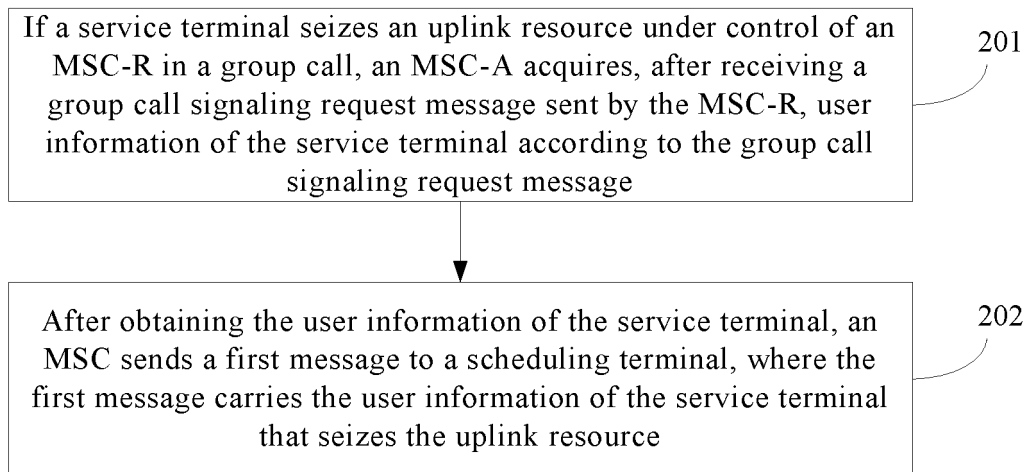 If a service terminal seizes an uplink resource under control of an
MSC-R in a group call, an MSC-A acquires, after receiving a
group call signaling request message sent by the MSC-R, user
information of the service terminal according to the group call
signaling request message
201
After obtaining the user information of the service terminal, an
MSC sends a first message to a scheduling terminal, where the
first message carries the user information of the service terminal
that seizes the uplink resource
202